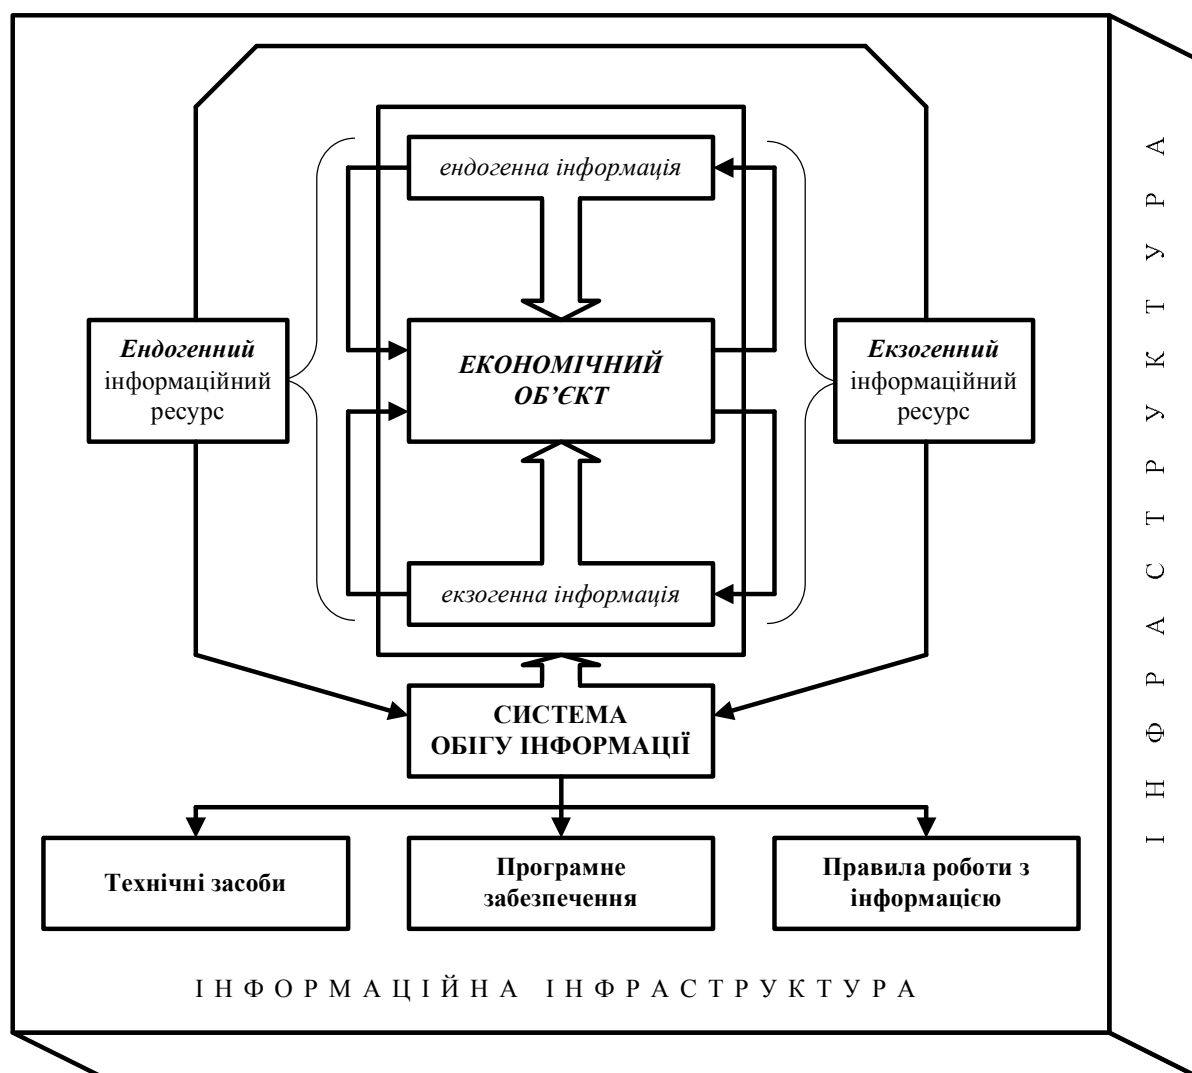 ендогенна інформація
Ендогенний
інформаційний
ресурс
ЕКОНОМІЧНИЙ
ОБ’ЄКТ
Екзогенний
інформаційний
ресурс
екзогенна інформація
СИСТЕМА
ОБІГУ ІНФОРМАЦІЇ
Технічні засоби
Програмне
забезпечення
Правила роботи з
інформацією
ІНФОРМАЦІЙНА ІНФРАСТРУКТУРА
ІНФРАСТРУКТУРА